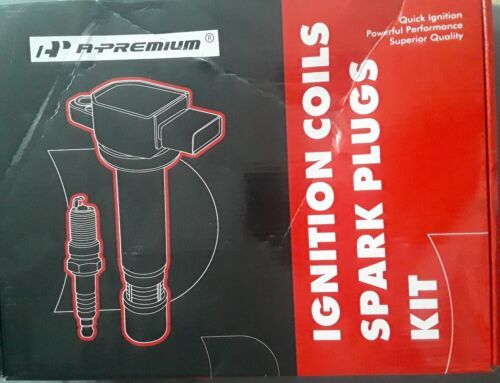 A-PREMIUM®
Quick Ignition
Powerful Performance
Superior Quality
IGNITION COILS
SPARK PLUGS
KIT